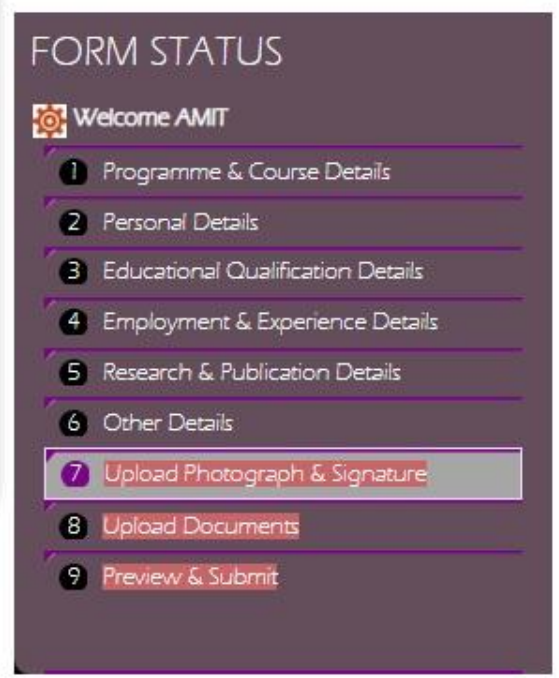 FORM STATUS
Welcome AMIT
1 Programme & Course Details
2 Personal Details
3 Educational Qualification Details
4 Employment & Experience Details
5 Research & Publication Details
6 Other Details
7 Upload Photograph & Signature
8 Upload Documents
9 Preview & Submit